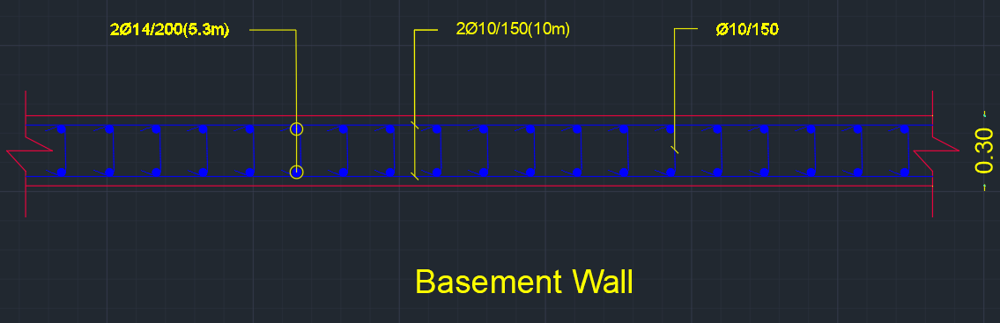 2Ø14/200(5.3m)
2Ø10/150(10m)
Ø10/150
0.30
Basement Wall